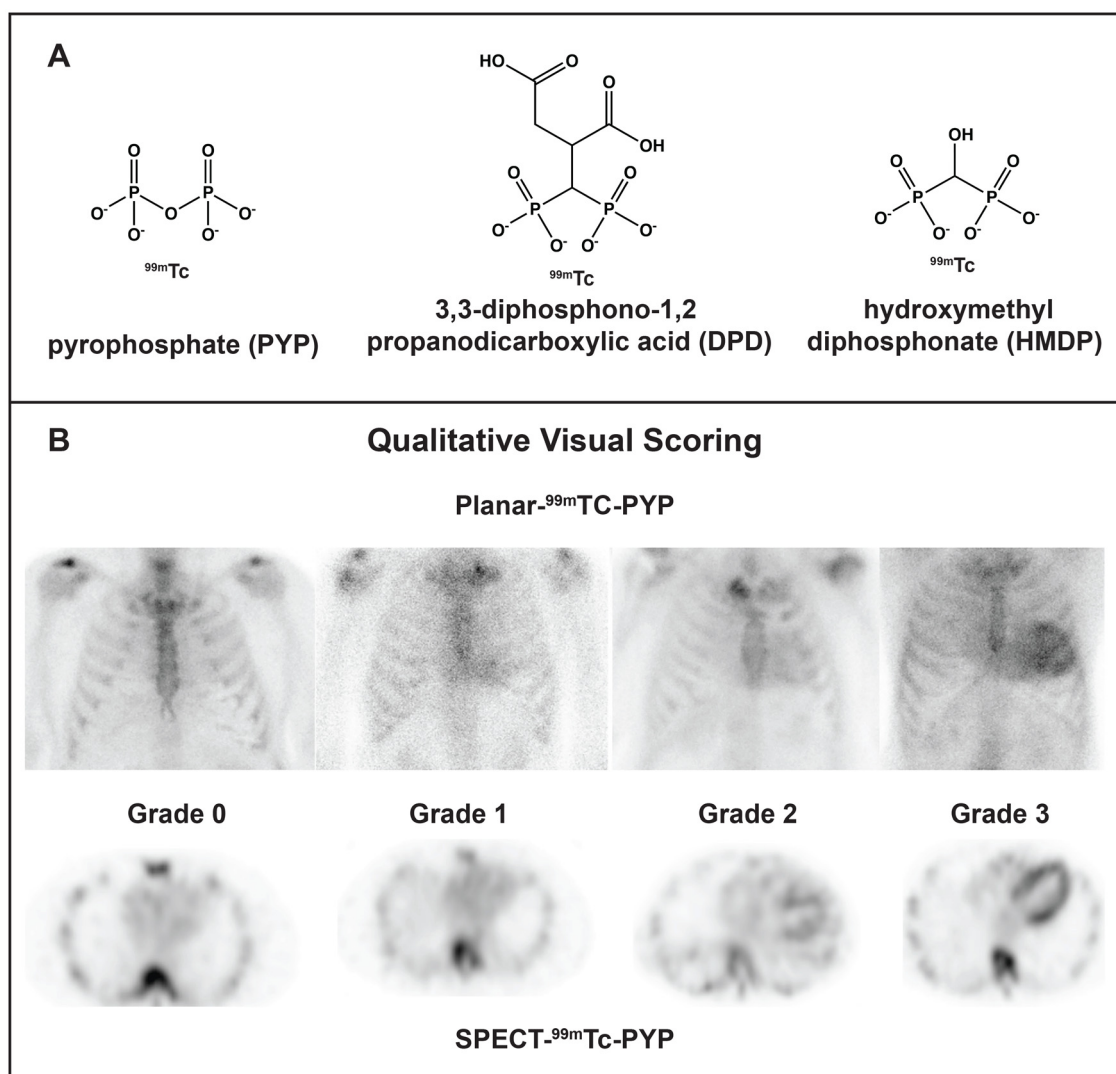 A
HO
O
O
OH
O
O
P
P
O-
O
O-
O-
O-
99mTc
pyrophosphate (PYP)
O
O
P
P
O-
O-
O-
O-
99mTc
3,3-diphosphono-1,2
propanodicarboxylic acid (DPD)
OH
O
O
P
P
O-
O-
O-
O-
99mTc
hydroxymethyl
diphosphonate (HMDP)
B
Qualitative Visual Scoring
Planar-99mTC-PYP
Grade 0
Grade 1
Grade 2
Grade 3
SPECT-99mTc-PYP